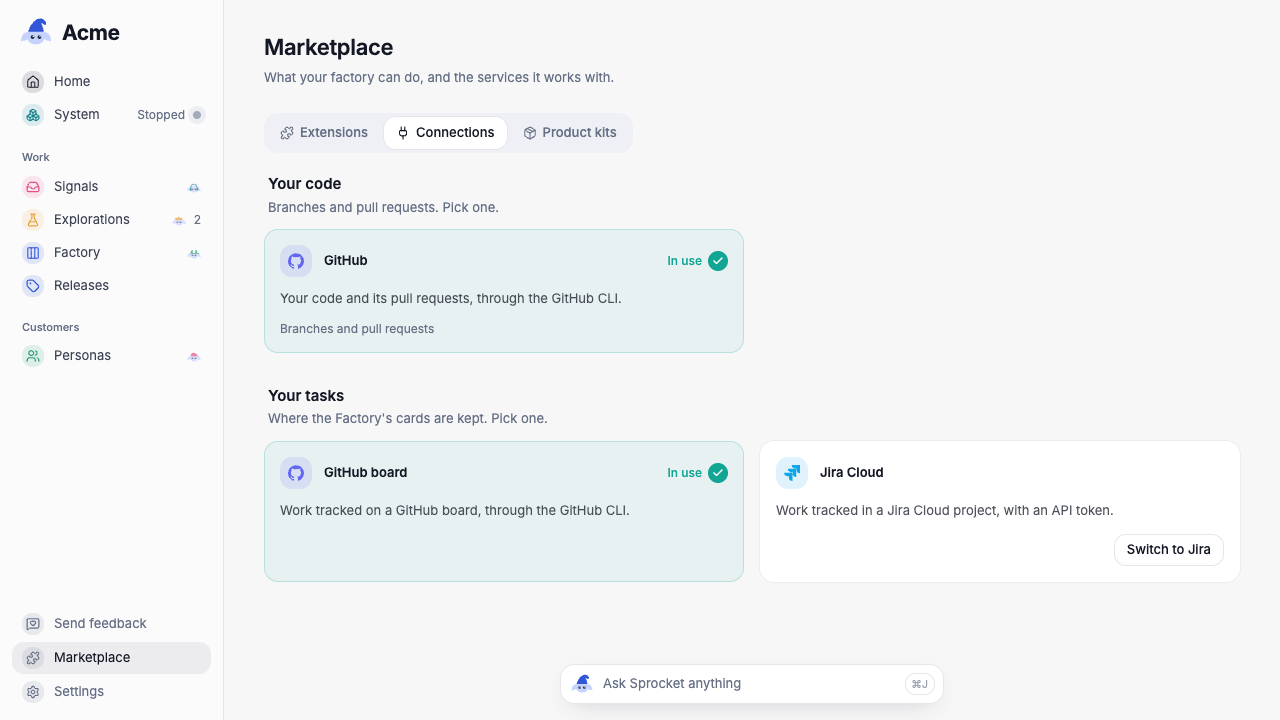 Acme
Home
System Stopped
Work
Signals
Explorations 2
Factory
Releases
Customers
Personas
Send feedback
Marketplace
Settings
Marketplace
What your factory can do, and the services it works with.
Extensions Connections Product kits
Your code
Branches and pull requests. Pick one.
GitHub In use
Your code and its pull requests, through the GitHub CLI.
Branches and pull requests
Your tasks
Where the Factory's cards are kept. Pick one.
GitHub board In use
Work tracked on a GitHub board, through the GitHub CLI.
Jira Cloud
Work tracked in a Jira Cloud project, with an API token.
Switch to Jira
Ask Sprocket anything ⌘J